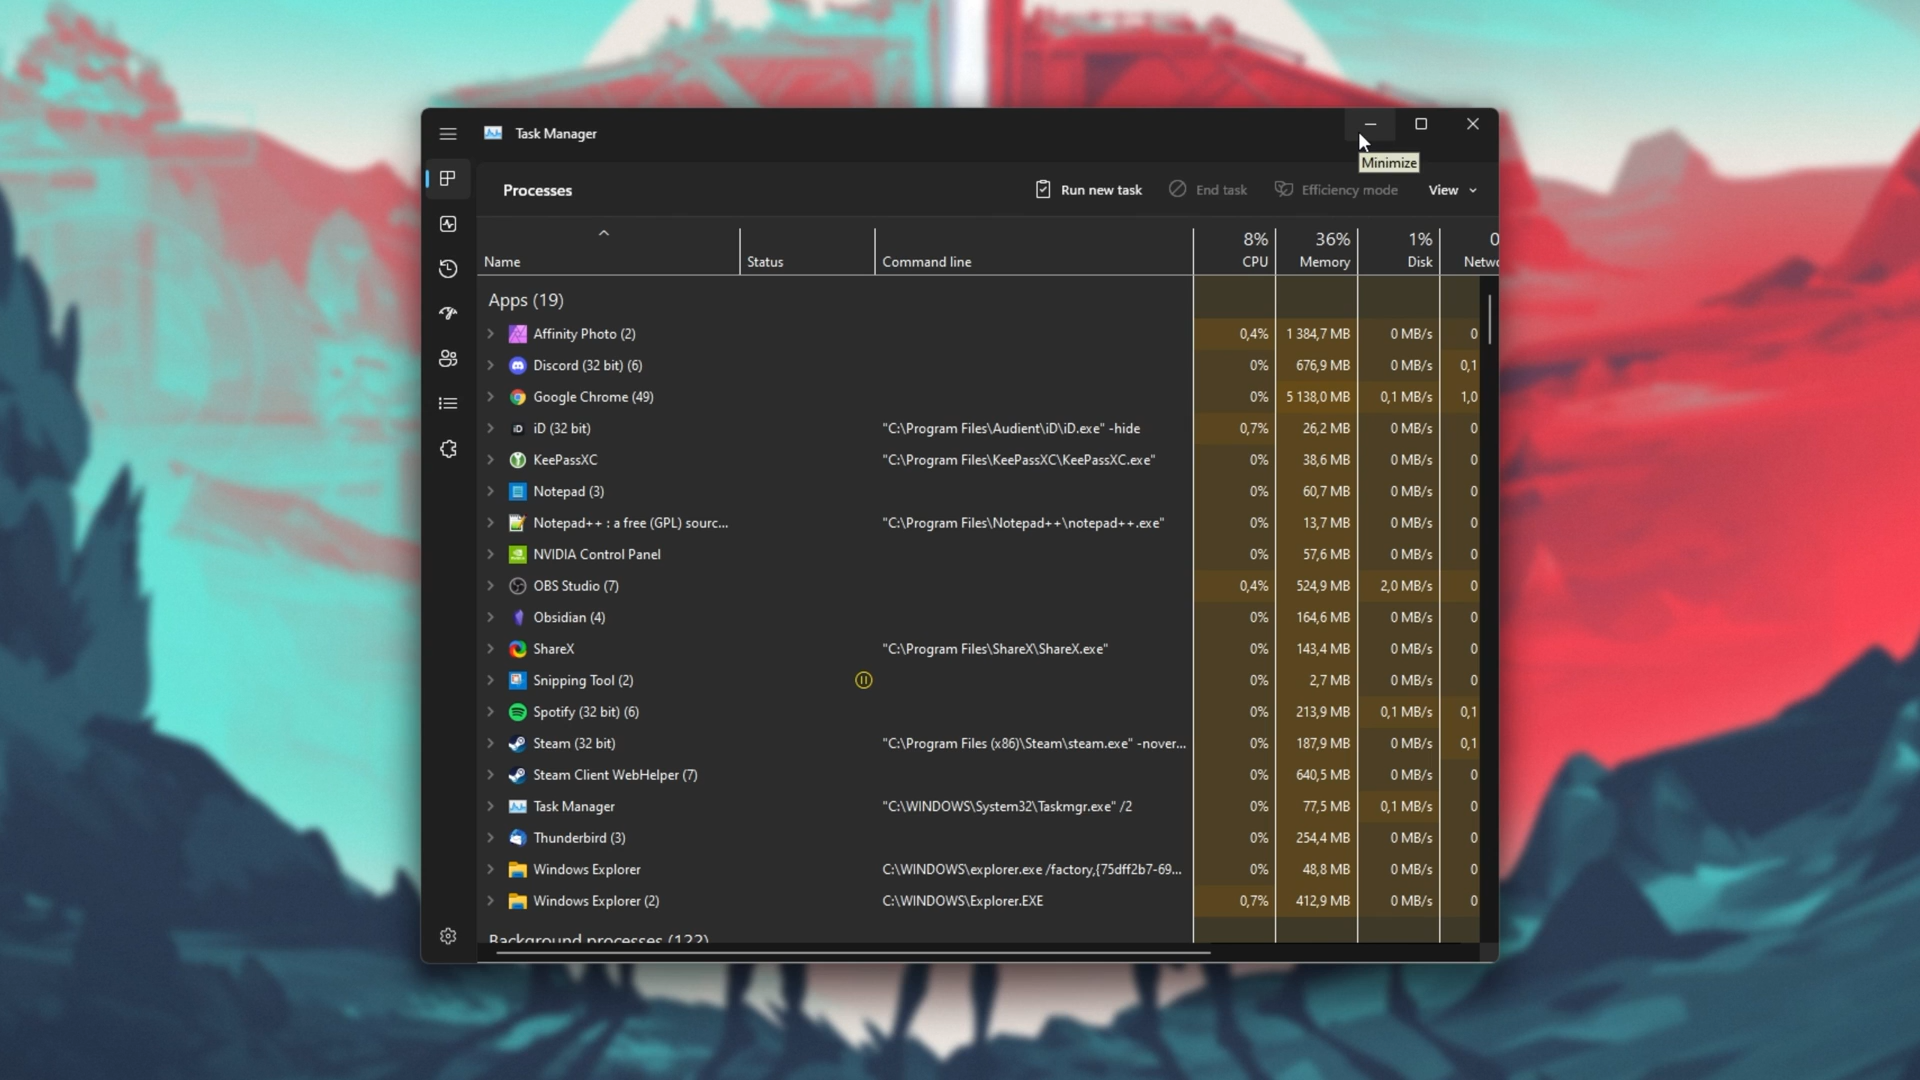 Task Manager
Minimize
Processes
Run new task
End task
Efficiency mode
View
8% 36% 1% 0
Name Status Command line CPU Memory Disk Netwo
Apps (19)
Affinity Photo (2) 0,4% 1 384,7 MB 0 MB/s 0
Discord (32 bit) (6) 0% 676,9 MB 0 MB/s 0,1
Google Chrome (49) 0% 5 138,0 MB 0,1 MB/s 1,0
iD (32 bit) "C:\Program Files\Audient\iD\iD.exe" -hide 0,7% 26,2 MB 0 MB/s 0
KeePassXC "C:\Program Files\KeePassXC\KeePassXC.exe" 0% 38,6 MB 0 MB/s 0
Notepad (3) 0% 60,7 MB 0 MB/s 0
Notepad++ : a free (GPL) sourc... "C:\Program Files\Notepad++\notepad++.exe" 0% 13,7 MB 0 MB/s 0
NVIDIA Control Panel 0% 57,6 MB 0 MB/s 0
OBS Studio (7) 0,4% 524,9 MB 2,0 MB/s 0
Obsidian (4) 0% 164,6 MB 0 MB/s 0
ShareX "C:\Program Files\ShareX\ShareX.exe" 0% 143,4 MB 0 MB/s 0
Snipping Tool (2) 0% 2,7 MB 0 MB/s 0
Spotify (32 bit) (6) 0% 213,9 MB 0,1 MB/s 0,1
Steam (32 bit) "C:\Program Files (x86)\Steam\steam.exe" -nover... 0% 187,9 MB 0 MB/s 0,1
Steam Client WebHelper (7) 0% 640,5 MB 0 MB/s 0
Task Manager "C:\WINDOWS\System32\Taskmgr.exe" /2 0% 77,5 MB 0,1 MB/s 0
Thunderbird (3) 0% 254,4 MB 0 MB/s 0
Windows Explorer C:\WINDOWS\explorer.exe /factory,{75dff2b7-69... 0% 48,8 MB 0 MB/s 0
Windows Explorer (2) C:\WINDOWS\Explorer.EXE 0,7% 412,9 MB 0 MB/s 0
Background processes (122)